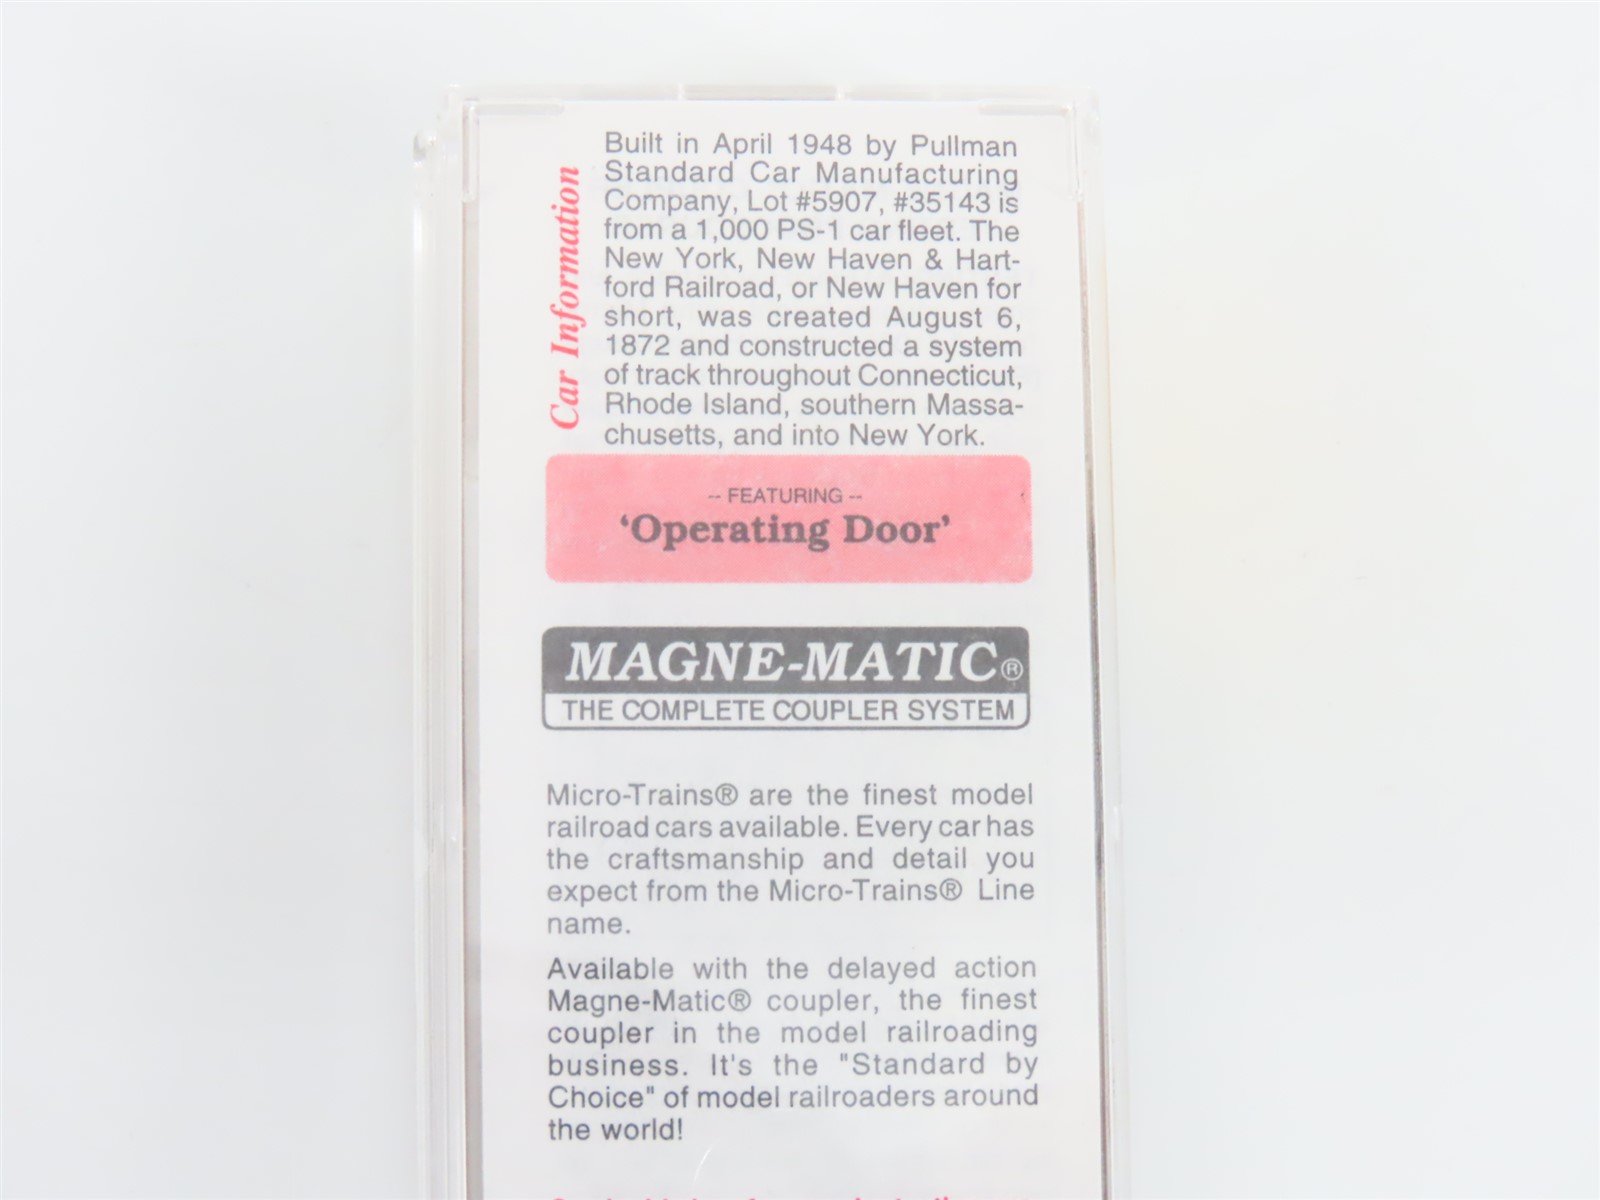 Car Information
Built in April 1948 by Pullman
Standard Car Manufacturing
Company, Lot #5907, #35143 is
from a 1,000 PS-1 car fleet. The
New York, New Haven & Hart-
ford Railroad, or New Haven for
short, was created August 6,
1872 and constructed a system
of track throughout Connecticut,
Rhode Island, southern Massa-
chusetts, and into New York.
-- FEATURING --
‘Operating Door’
MAGNE-MATIC®
THE COMPLETE COUPLER SYSTEM
Micro-Trains® are the finest model
railroad cars available. Every car has
the craftsmanship and detail you
expect from the Micro-Trains® Line
name.
Available with the delayed action
Magne-Matic® coupler, the finest
coupler in the model railroading
business. It's the "Standard by
Choice" of model railroaders around
the world!